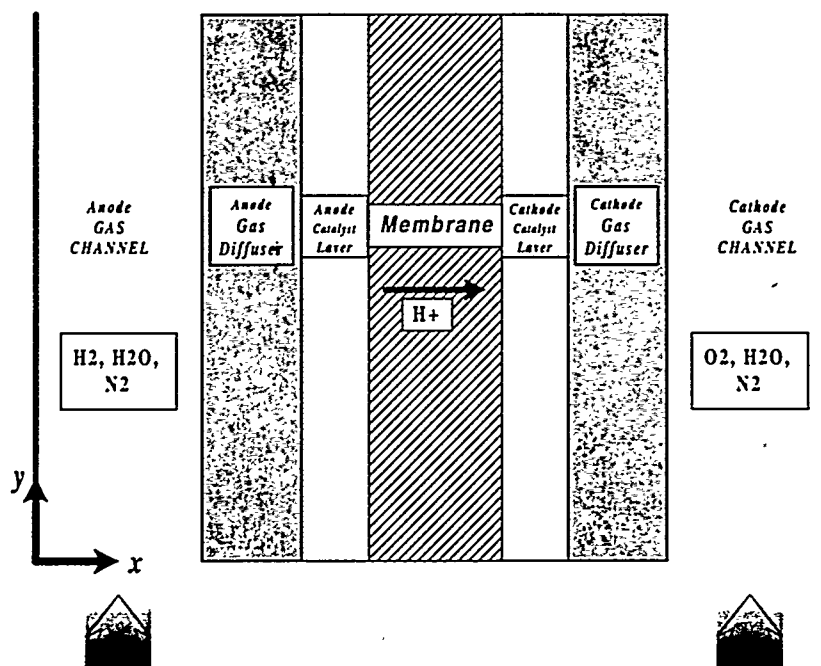 Anode
GAS
CHANNEL
Anode
Gas
Diffuser
Anode
Catalyst
Layer
Membrane
Cathode
Catalyst
Layer
Cathode
Gas
Diffuser
Cathode
GAS
CHANNEL
H+
H2, H2O,
N2
O2, H2O,
N2
y
x